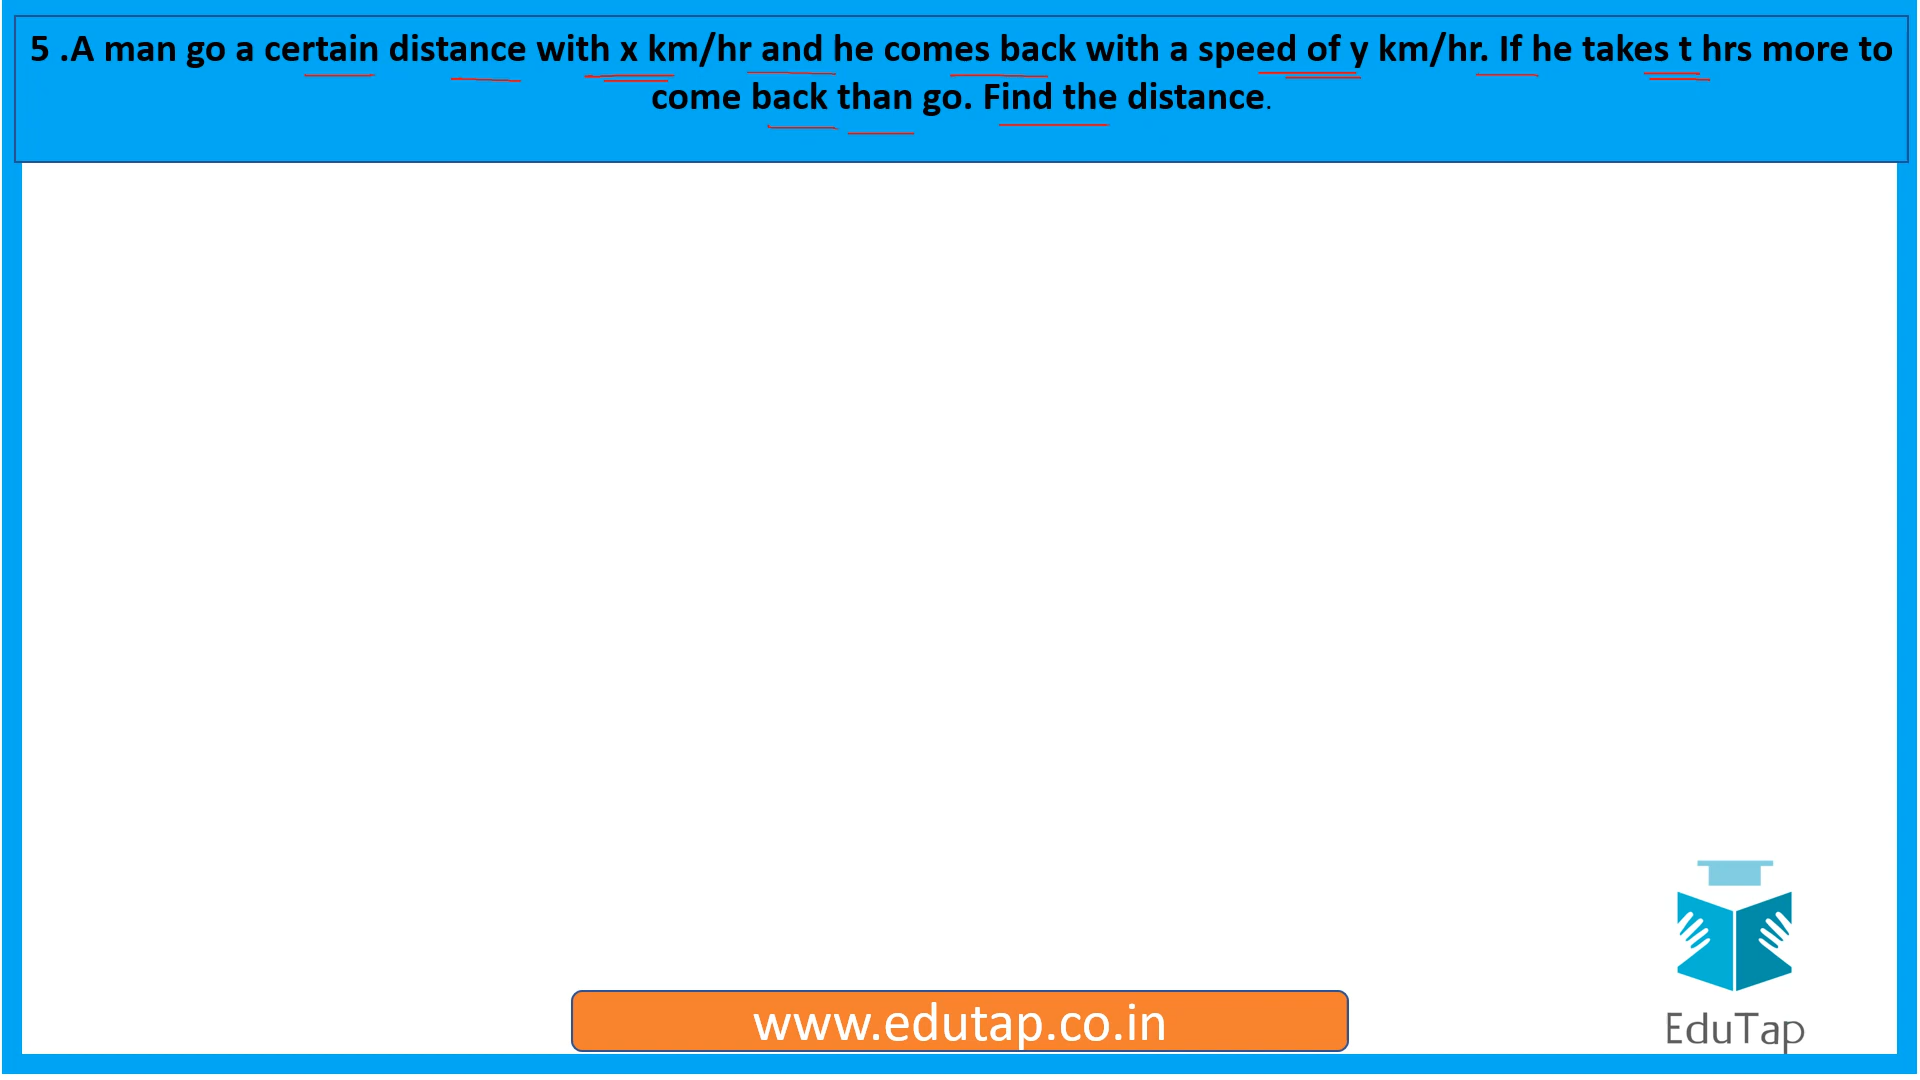 5 .A man go a certain distance with x km/hr and he comes back with a speed of y km/hr. If he takes t hrs more to
come back than go. Find the distance.
www.edutap.co.in
EduTap